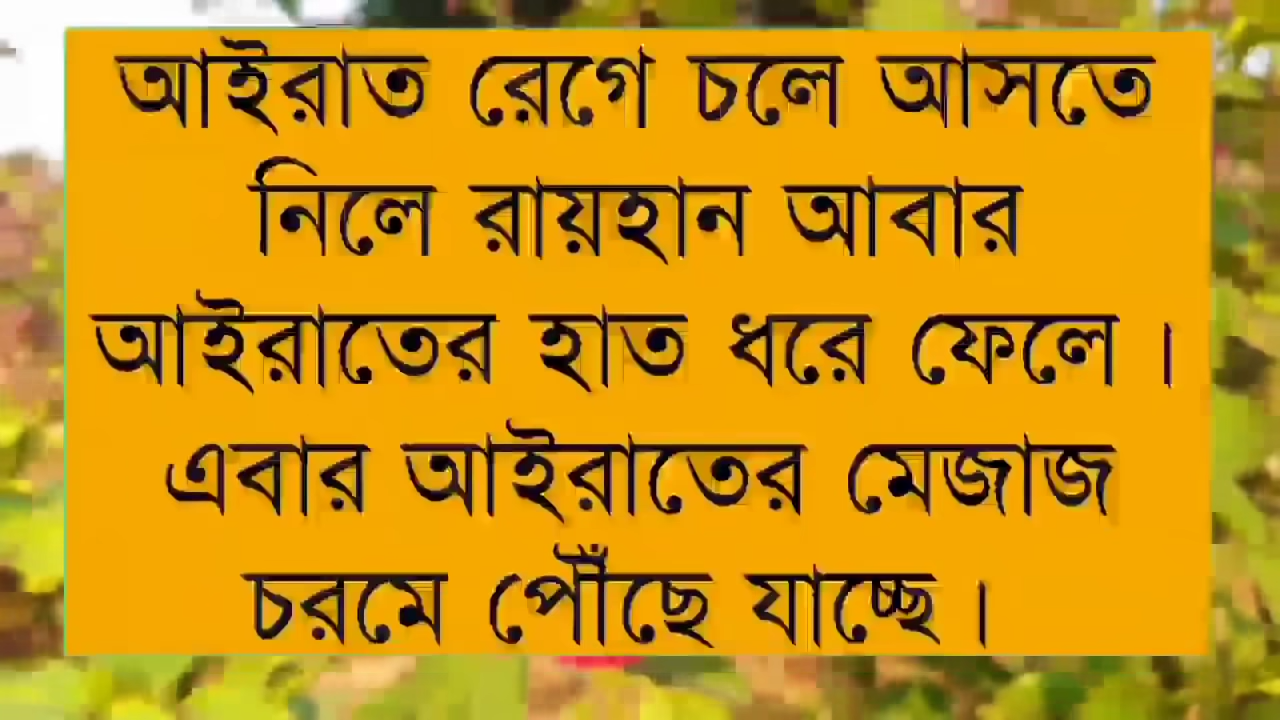 আইরাত রেগে চলে আসতে
নিলে রায়হান আবার
আইরাতের হাত ধরে ফেলে ।
এবার আইরাতের মেজাজ
চরমে পৌঁছে যাচ্ছে ।